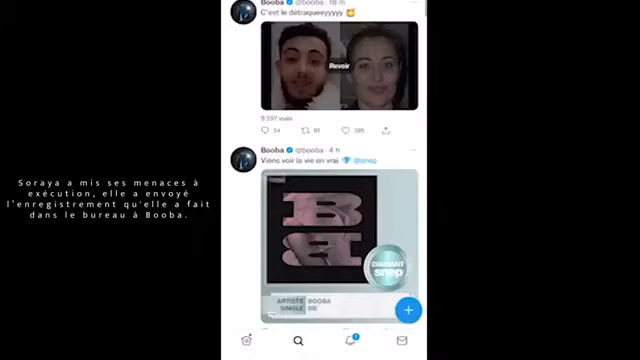 Booba @booba · 18 h
C'est le détraqueeyyyyy
Revoir
9 297 vues
54 85 395
Booba @booba · 4 h
Viens voir la vie en vrai @snep
B
DIAMANT
snep
ARTISTE BOOBA
SINGLE
Soraya a mis ses menaces à
exécution, elle a envoyé
l'enregistrement qu'elle a fait
dans le bureau à Booba.